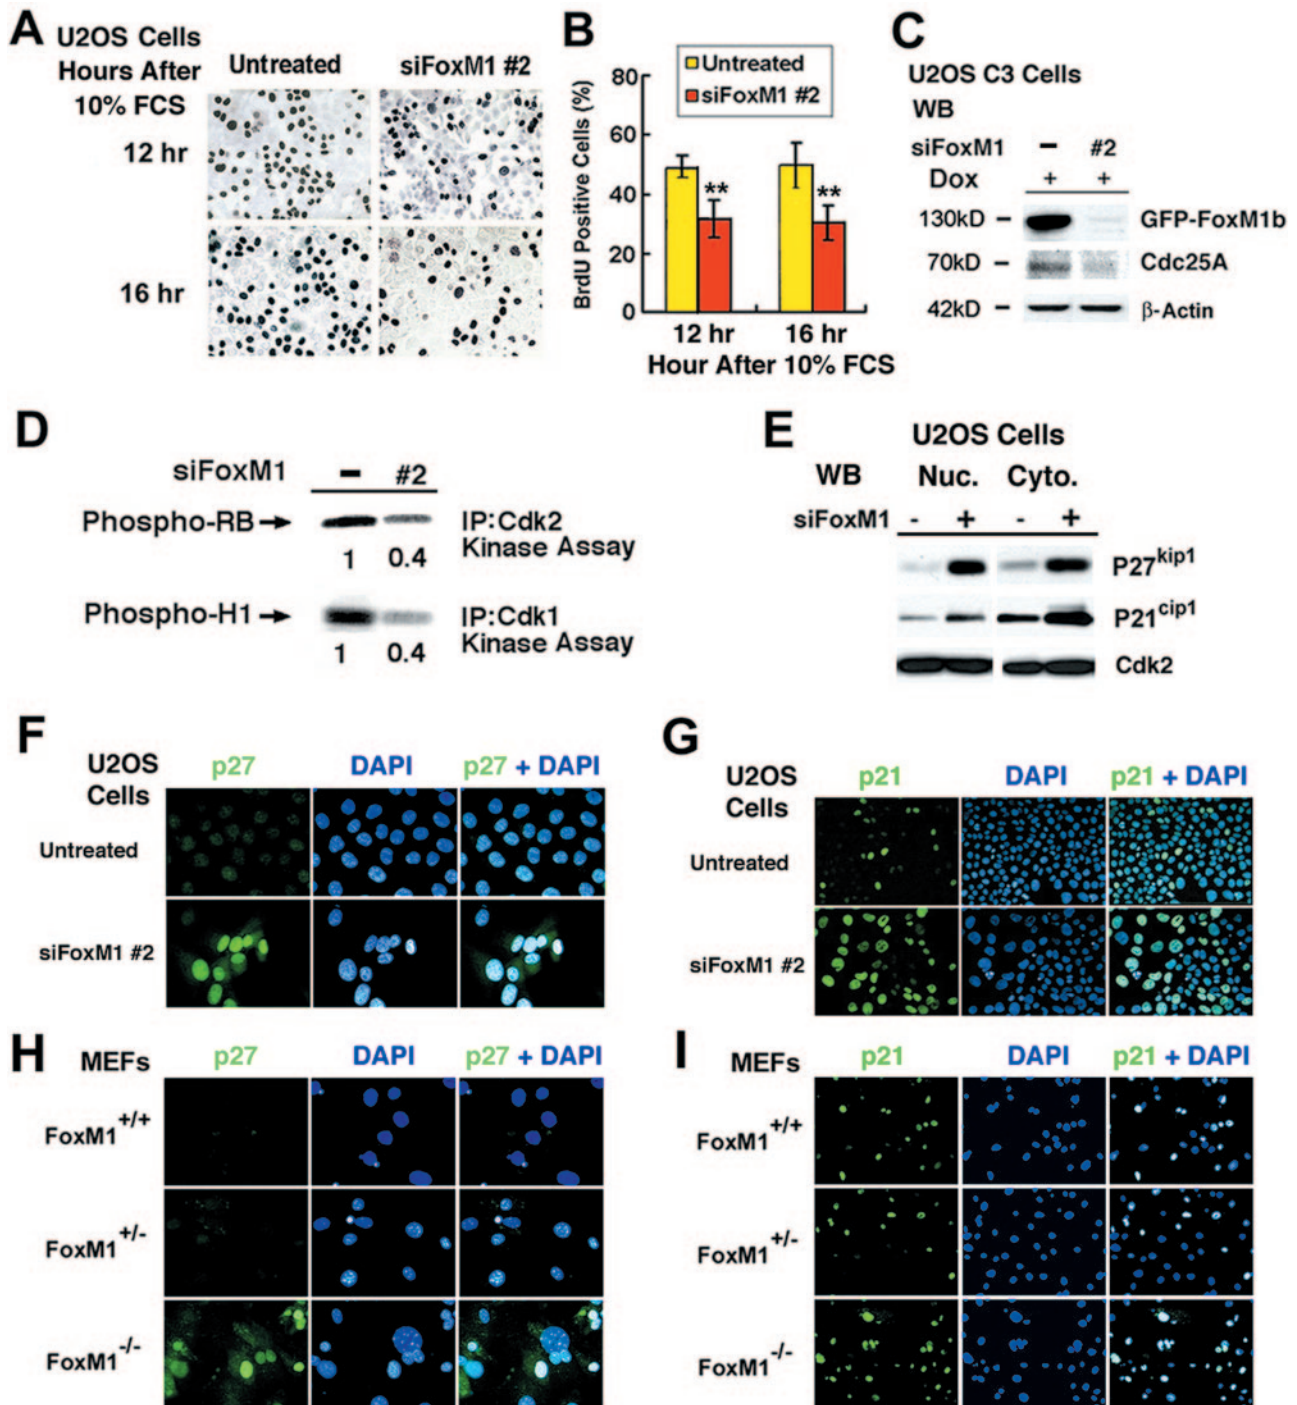 A
U2OS Cells
Hours After
10% FCS
Untreated
siFoxM1 #2
12 hr
16 hr
B
Untreated
siFoxM1 #2
BrdU Positive Cells (%)
80
60
40
20
0
**
**
12 hr
16 hr
Hour After 10% FCS
C
U2OS C3 Cells
WB
siFoxM1 – #2
Dox + +
130kD – GFP-FoxM1b
70kD – Cdc25A
42kD – β-Actin
D
siFoxM1 – #2
Phospho-RB → IP:Cdk2
1 0.4 Kinase Assay
Phospho-H1 → IP:Cdk1
1 0.4 Kinase Assay
E
U2OS Cells
WB Nuc. Cyto.
siFoxM1 - + - +
P27kip1
P21cip1
Cdk2
F
U2OS
Cells
p27 DAPI p27 + DAPI
Untreated
siFoxM1 #2
G
U2OS
Cells
p21 DAPI p21 + DAPI
Untreated
siFoxM1 #2
H
MEFs p27 DAPI p27 + DAPI
FoxM1+/+
FoxM1+/-
FoxM1-/-
I
MEFs p21 DAPI p21 + DAPI
FoxM1+/+
FoxM1+/-
FoxM1-/-